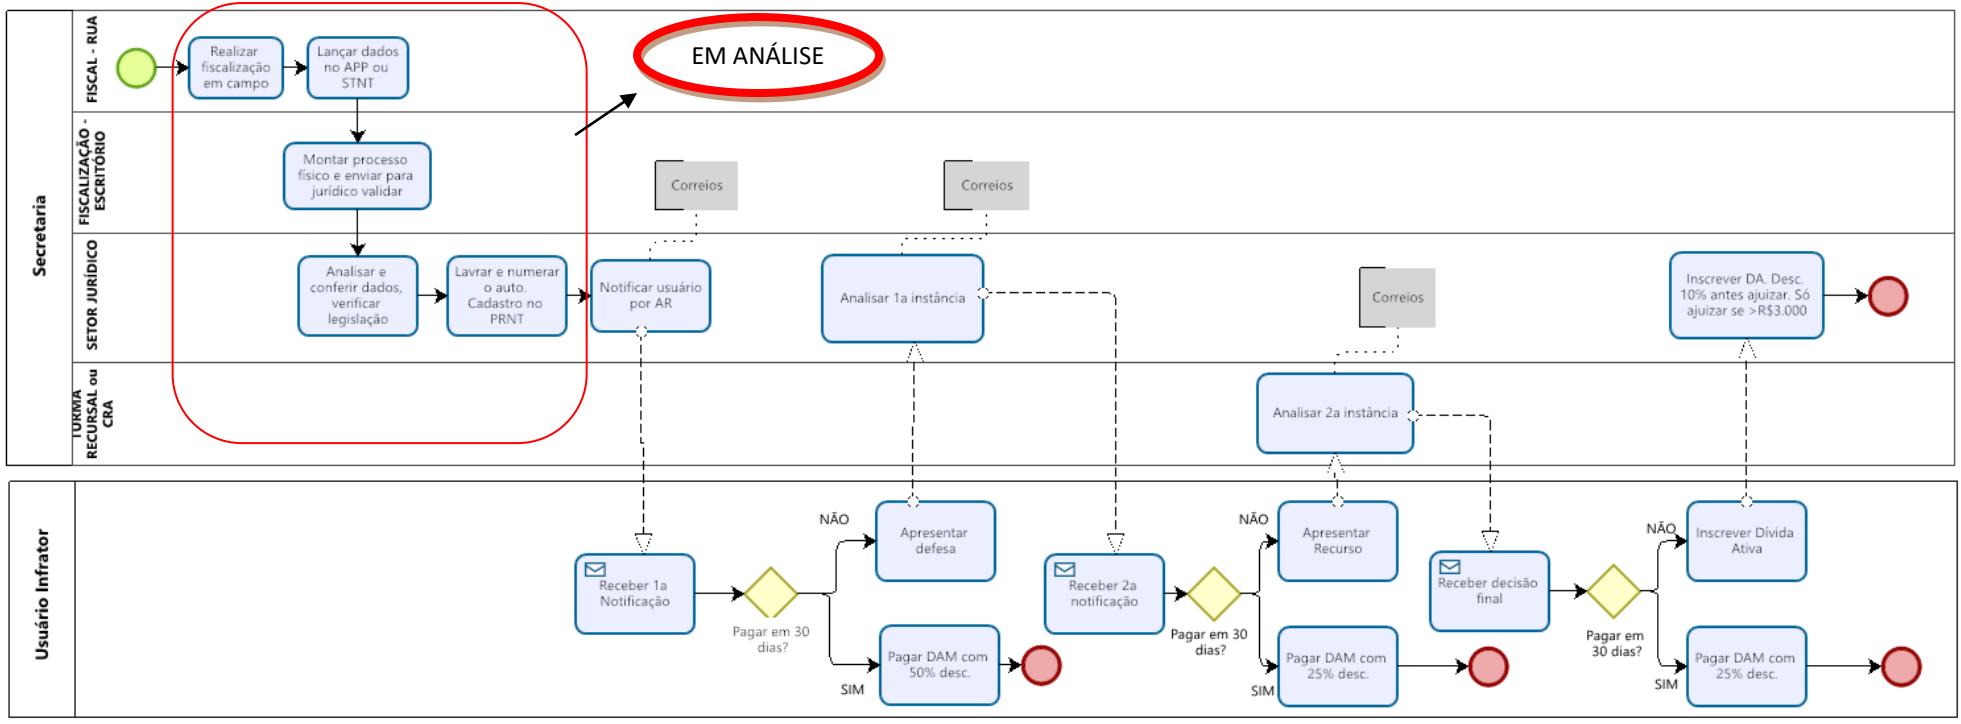 Secretaria
FISCAL - RUA
Realizar
fiscalização
em campo
Lançar dados
no APP ou
STNT
EM ANÁLISE
FISCALIZAÇÃO -
ESCRITÓRIO
Montar processo
físico e enviar para
jurídico validar
Correios
Correios
SETOR JURÍDICO
Analisar e
conferir dados,
verificar
legislação
Lavrar e numerar
o auto.
Cadastro no
PRNT
Notificar usuário
por AR
Analisar 1a instância
Correios
Inscrever DA. Desc.
10% antes ajuizar. Só
ajuizar se >R$3.000
TURMA
RECURSAL ou
CRA
Analisar 2a instância
Usuário Infrator
Receber 1a
Notificação
Pagar em 30
dias?
NÃO
Apresentar
defesa
SIM
Pagar DAM com
50% desc.
Receber 2a
notificação
Pagar em 30
dias?
NÃO
Apresentar
Recurso
SIM
Pagar DAM com
25% desc.
Receber decisão
final
Pagar em
30 dias?
NÃO
Inscrever Dívida
Ativa
SIM
Pagar DAM com
25% desc.